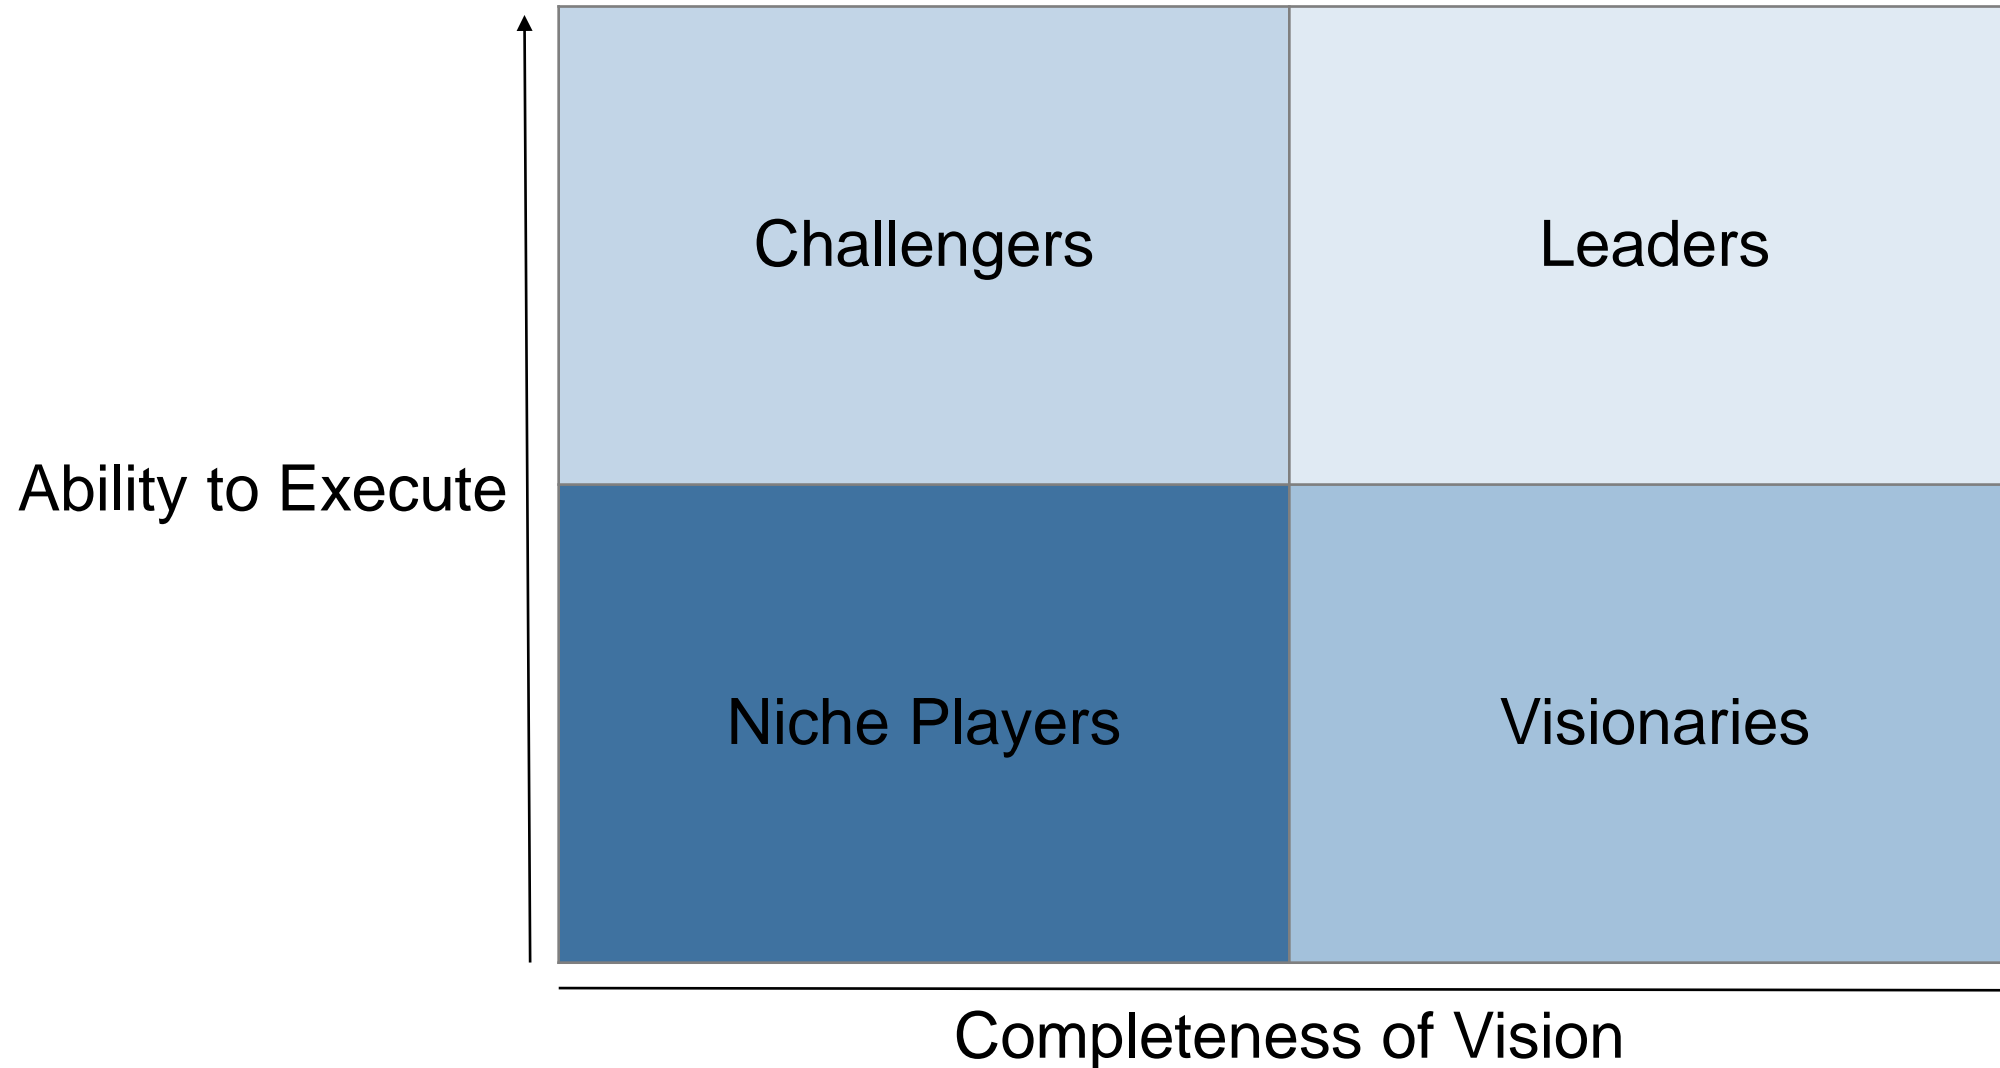 Challengers
Leaders
Ability to Execute
Niche Players
Visionaries
Completeness of Vision